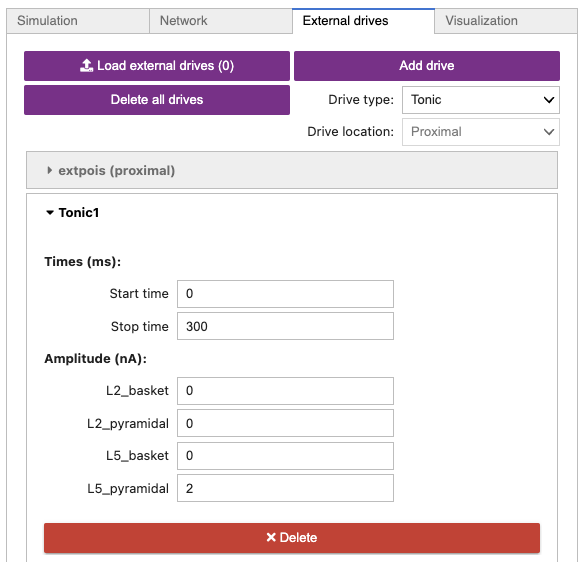 Simulation Network External drives Visualization
Load external drives (0) Add drive
Delete all drives Drive type: Tonic
Drive location: Proximal
extpois (proximal)
Tonic1
Times (ms):
Start time 0
Stop time 300
Amplitude (nA):
L2_basket 0
L2_pyramidal 0
L5_basket 0
L5_pyramidal 2
Delete